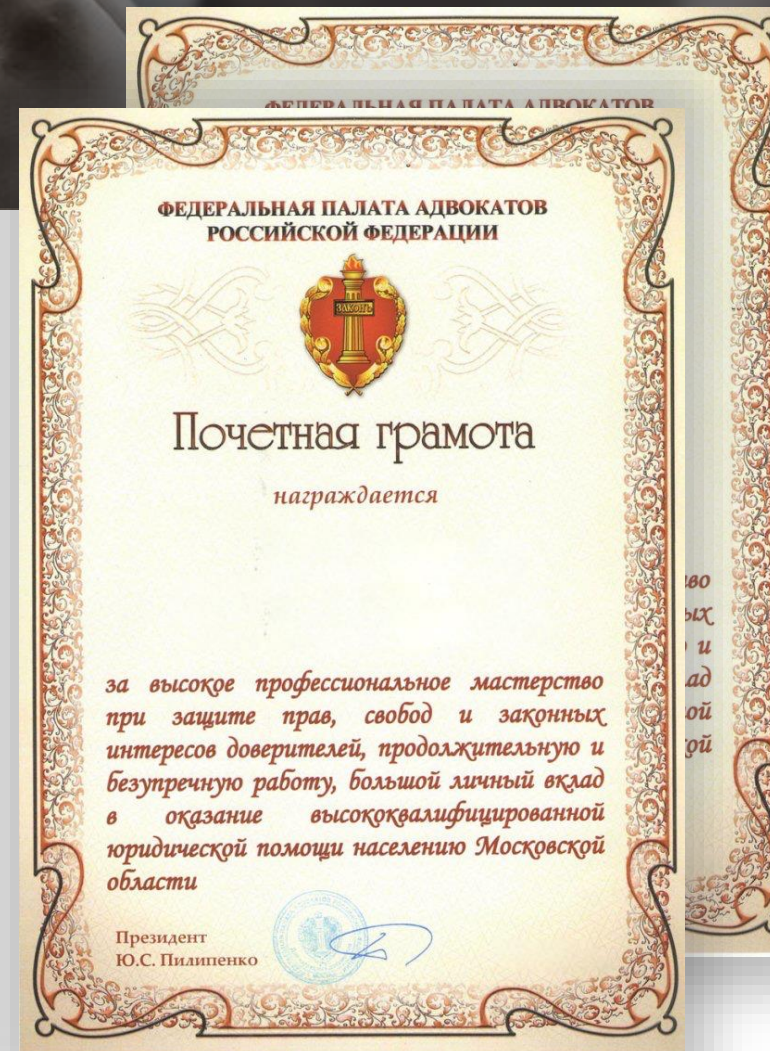 ФЕДЕРАЛЬНАЯ ПАЛАТА АДВОКАТОВ
ФЕДЕРАЛЬНАЯ ПАЛАТА АДВОКАТОВ
РОССИЙСКОЙ ФЕДЕРАЦИИ
ЗАКОНЪ
Почетная грамота
награждается
за высокое профессиональное мастерство
при защите прав, свобод и законных
интересов доверителей, продолжительную и
безупречную работу, большой личный вклад
в оказание высококвалифицированной
юридической помощи населению Московской
области
Президент
Ю.С. Пилипенко